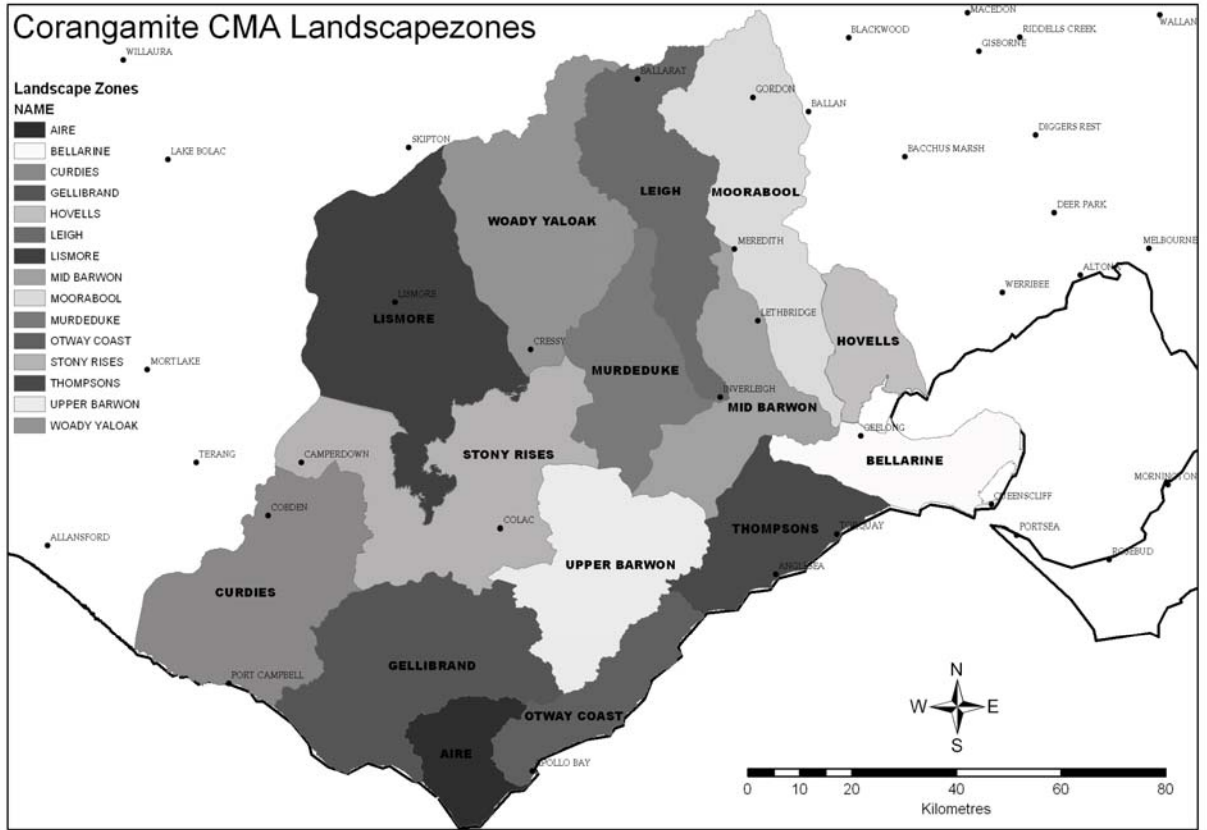 Corangamite CMA Landscapezones
MACEDON
WALLAN
BLACKWOOD
RIDDELLS CREEK
GISBORNE
WILLAURA
Landscape Zones
NAME
AIRE
BELLARINE
CURDIES
GELLIBRAND
HOVELLS
LEIGH
LISMORE
MID BARWON
MOORABOOL
MURDEDUKE
OTWAY COAST
STONY RISES
THOMPSONS
UPPER BARWON
WOADY YALOAK
BALLARAT
GORDON
BALLAN
DIGGERS REST
SKIPTON
LAKE BOLAC
BACCHUS MARSH
LEIGH
MOORABOOL
DEER PARK
WOADY YALOAK
MEREDITH
MELBOURNE
ALTONA
WERRIBEE
LISMORE
LISMORE
LETHBRIDGE
HOVELLS
CRESSY
MORTLAKE
MURDEDUKE
INVERLEIGH
MID BARWON
GEELONG
STONY RISES
BELLARINE
TERANG
CAMPERDOWN
MORNINGTON
QUEENSCLIFF
COBDEN
COLAC
THOMPSONS
TORQUAY
PORTSEA
ALLANSFORD
ROSEBUD
UPPER BARWON
ANGLESEA
CURDIES
GELLIBRAND
PORT CAMPBELL
OTWAY COAST
AIRE
APOLLO BAY
N
W E
S
0 10 20 40 60 80
Kilometres